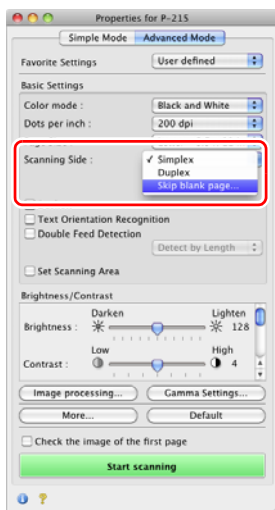 Properties for P-215
Simple Mode Advanced Mode
Favorite Settings User defined
Basic Settings
Color mode : Black and White
Dots per inch : 200 dpi
Scanning Side : ✓ Simplex
Duplex
Skip blank page...
Text Orientation Recognition
Double Feed Detection
Detect by Length
Set Scanning Area
Brightness/Contrast
Darken Lighten
Brightness : 128
Low High
Contrast : 4
Image processing... Gamma Settings...
More... Default
Check the image of the first page
Start scanning